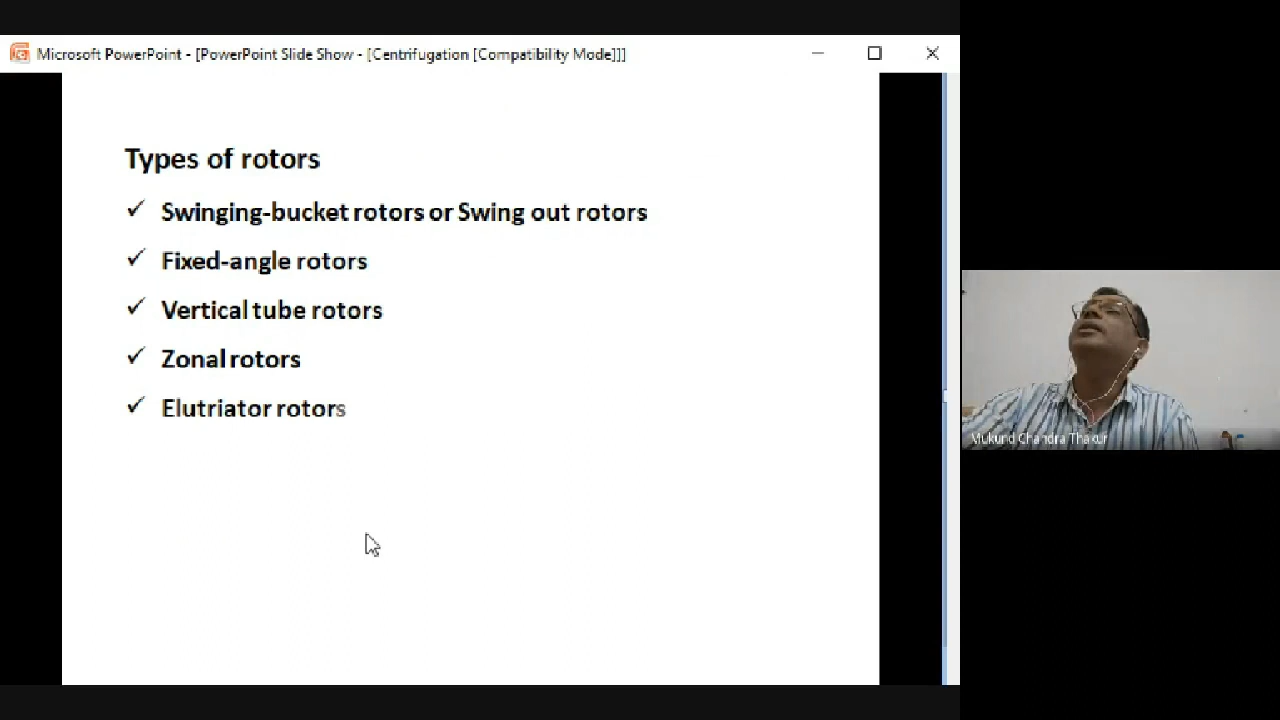 Microsoft PowerPoint - [PowerPoint Slide Show - [Centrifugation [Compatibility Mode]]]
Types of rotors
✓ Swinging-bucket rotors or Swing out rotors
✓ Fixed-angle rotors
✓ Vertical tube rotors
✓ Zonal rotors
✓ Elutriator rotors
Mukund Chandra Thakur